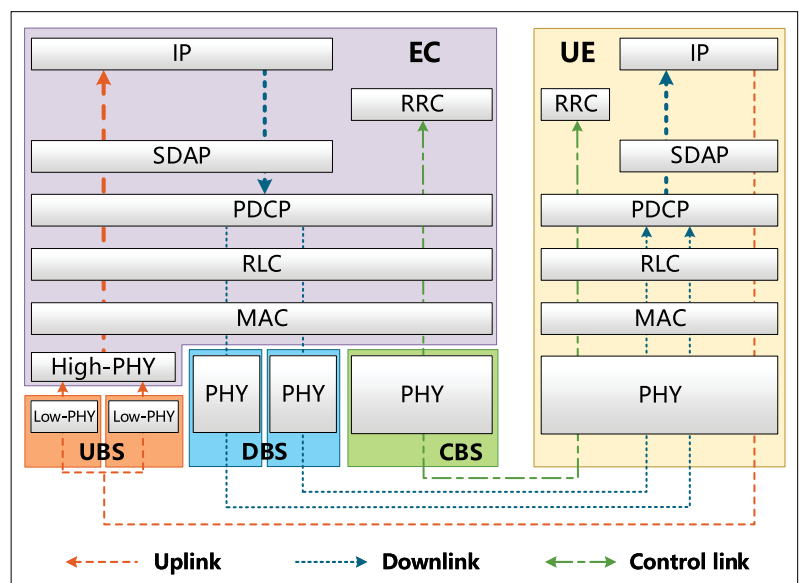 IP
EC
UE
IP
RRC
RRC
SDAP
SDAP
PDCP
PDCP
RLC
RLC
MAC
MAC
High-PHY
PHY
PHY
PHY
PHY
Low-PHY
Low-PHY
UBS
DBS
CBS
Uplink
Downlink
Control link